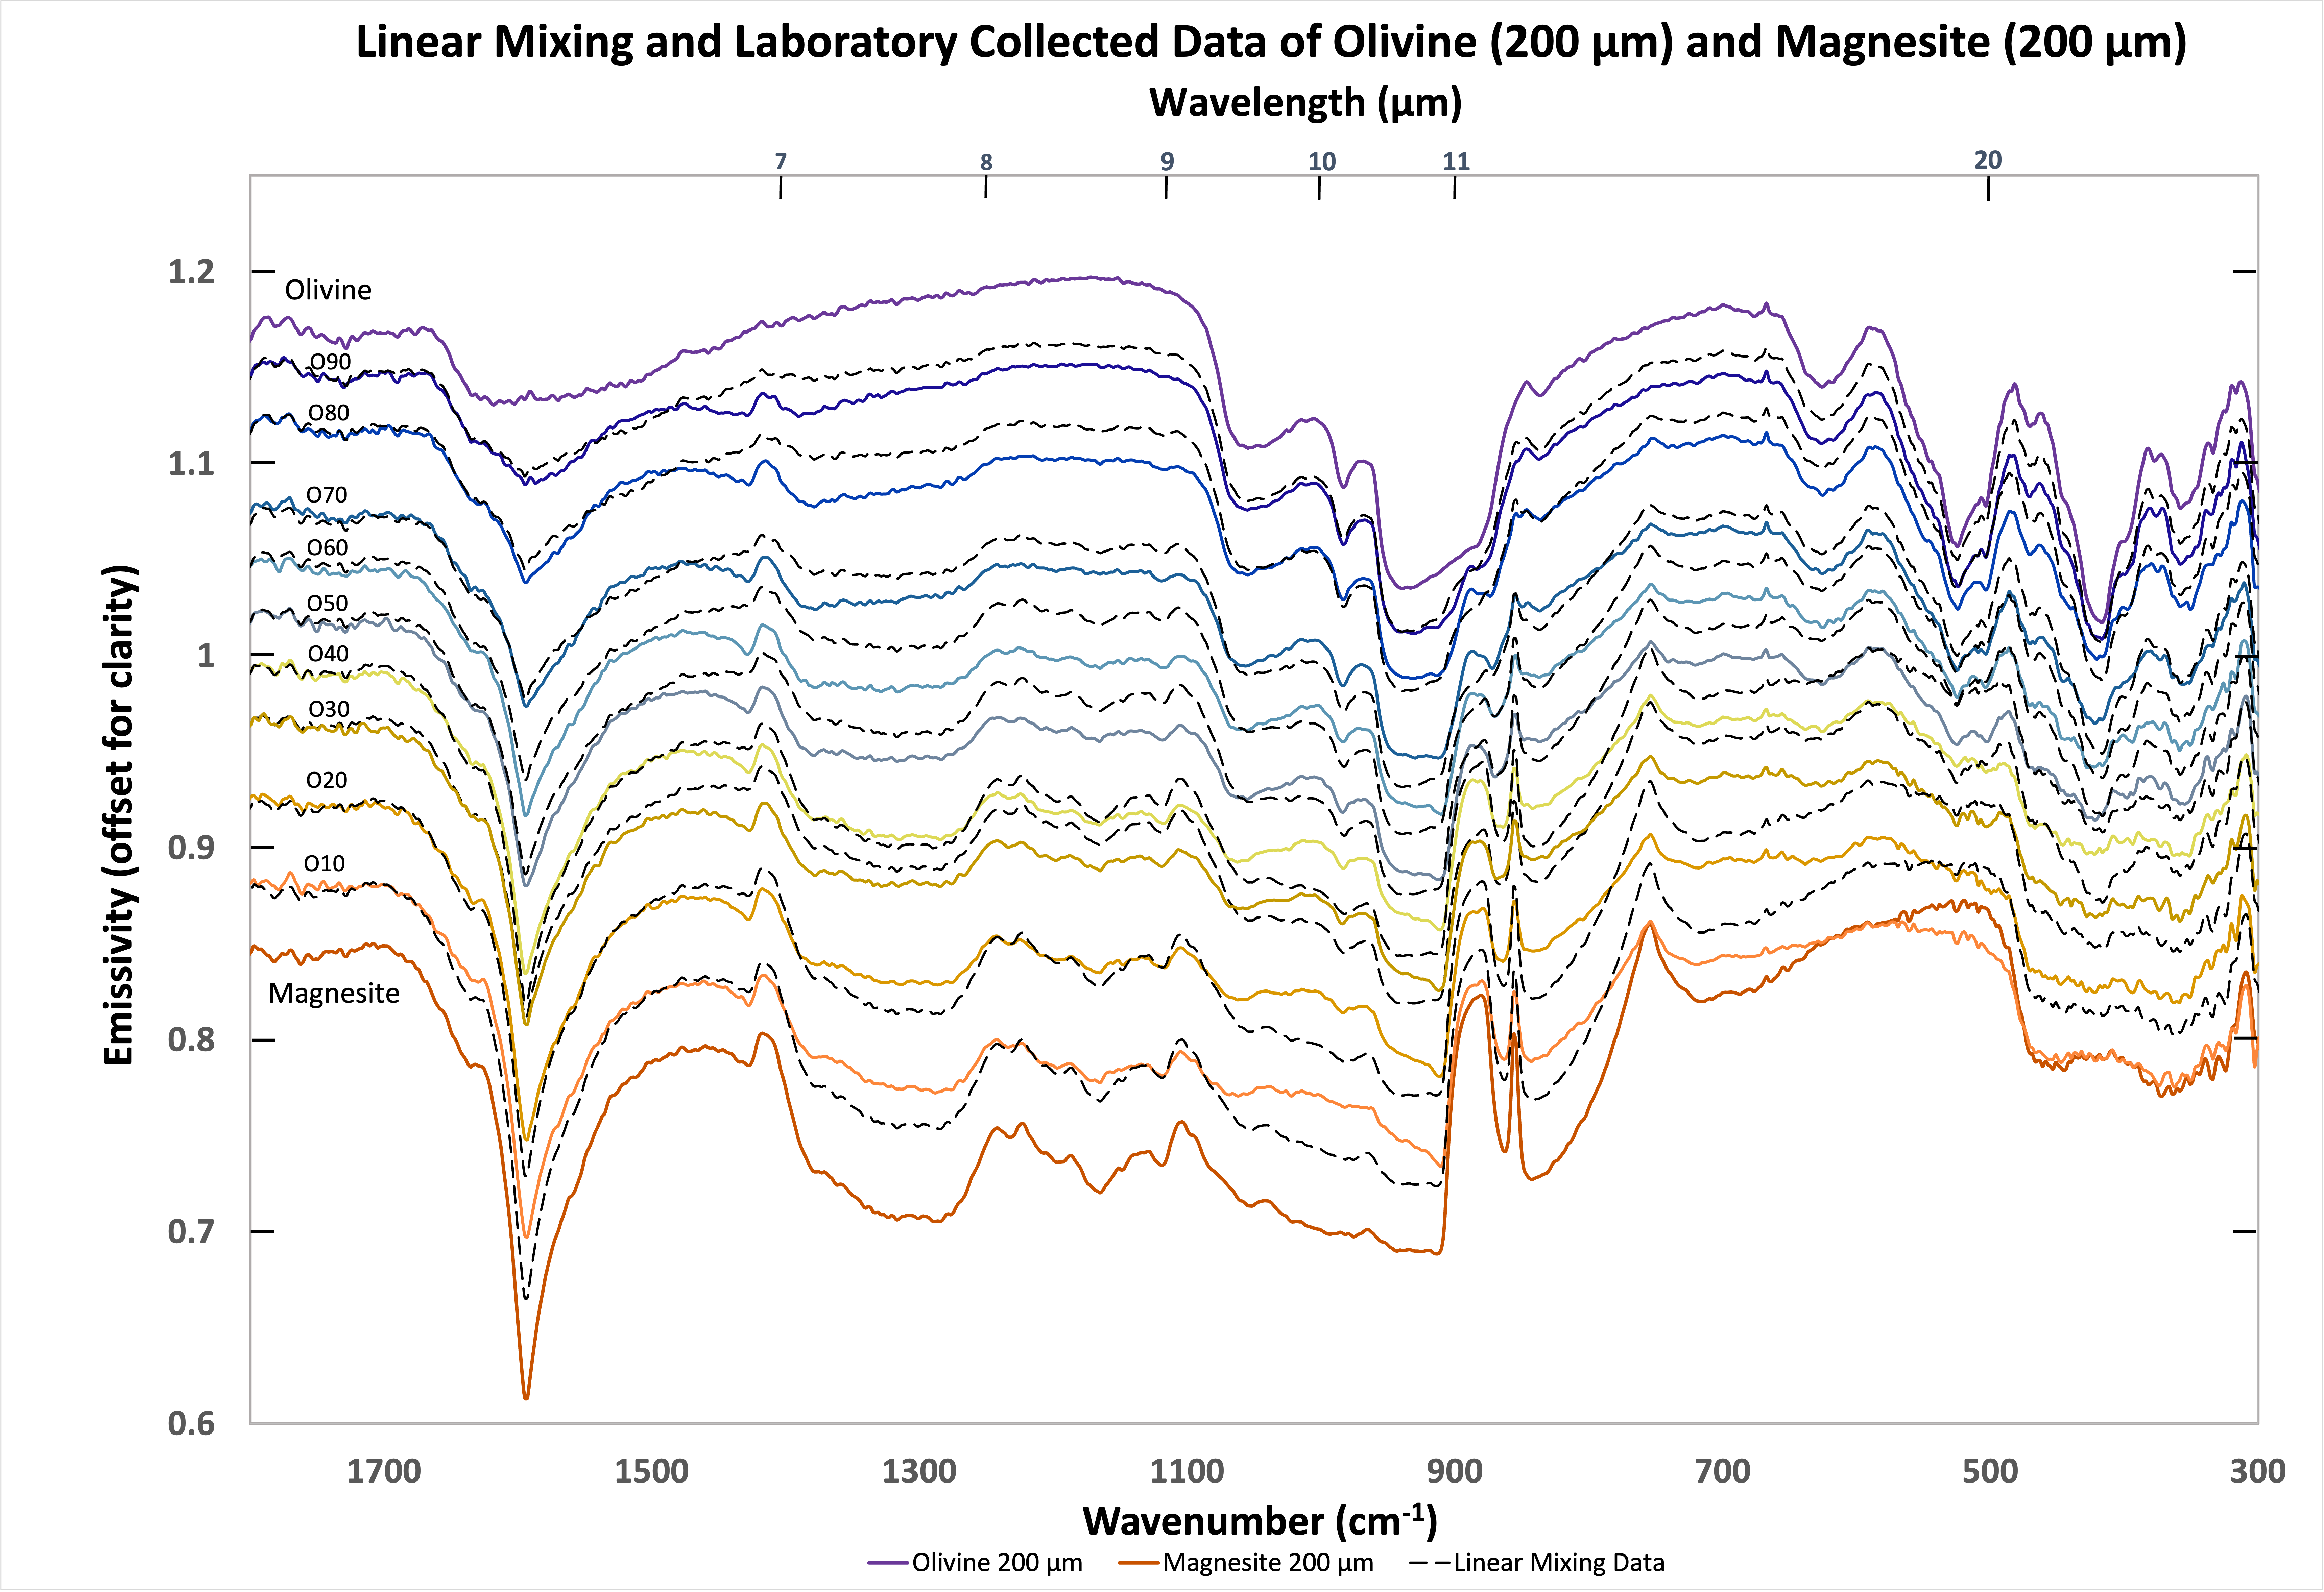 Linear Mixing and Laboratory Collected Data of Olivine (200 µm) and Magnesite (200 µm)
Wavelength (µm)
7 8 9 10 11 20
1.2
Olivine
O90
O80
1.1
O70
O60
O50
1
O40
O30
O20
0.9
O10
Magnesite
0.8
0.7
0.6
Emissivity (offset for clarity)
1700 1500 1300 1100 900 700 500 300
Wavenumber (cm-1)
Olivine 200 µm Magnesite 200 µm Linear Mixing Data